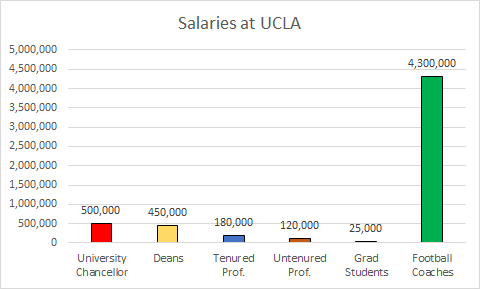 Salaries at UCLA
5,000,000
4,500,000
4,000,000
3,500,000
3,000,000
2,500,000
2,000,000
1,500,000
1,000,000
500,000
0
500,000
450,000
180,000
120,000
25,000
4,300,000
University
Chancellor
Deans
Tenured
Prof.
Untenured
Prof.
Grad
Students
Football
Coaches